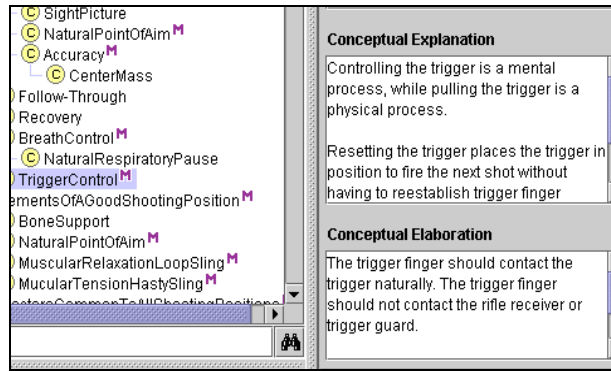 C SightPicture
C NaturalPointOfAim M
C Accuracy M
C CenterMass
Follow-Through
Recovery
BreathControl M
C NaturalRespiratoryPause
TriggerControl M
ementsOfAGoodShootingPosition M
BoneSupport
NaturalPointOfAim M
MuscularRelaxationLoopSling M
MucularTensionHastySling M
actorsCommonToAllShootingPositions
Conceptual Explanation
Controlling the trigger is a mental
process, while pulling the trigger is a
physical process.
Resetting the trigger places the trigger in
position to fire the next shot without
having to reestablish trigger finger
Conceptual Elaboration
The trigger finger should contact the
trigger naturally. The trigger finger
should not contact the rifle receiver or
trigger guard.